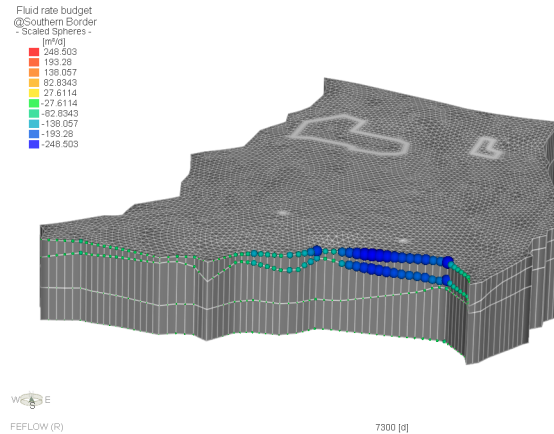 Fluid rate budget
@Southern Border
- Scaled Spheres -
[m³/d]
248.503
193.28
138.057
82.8343
27.6114
-27.6114
-82.8343
-138.057
-193.28
-248.503
W E
S
FEFLOW (R)
7300 [d]